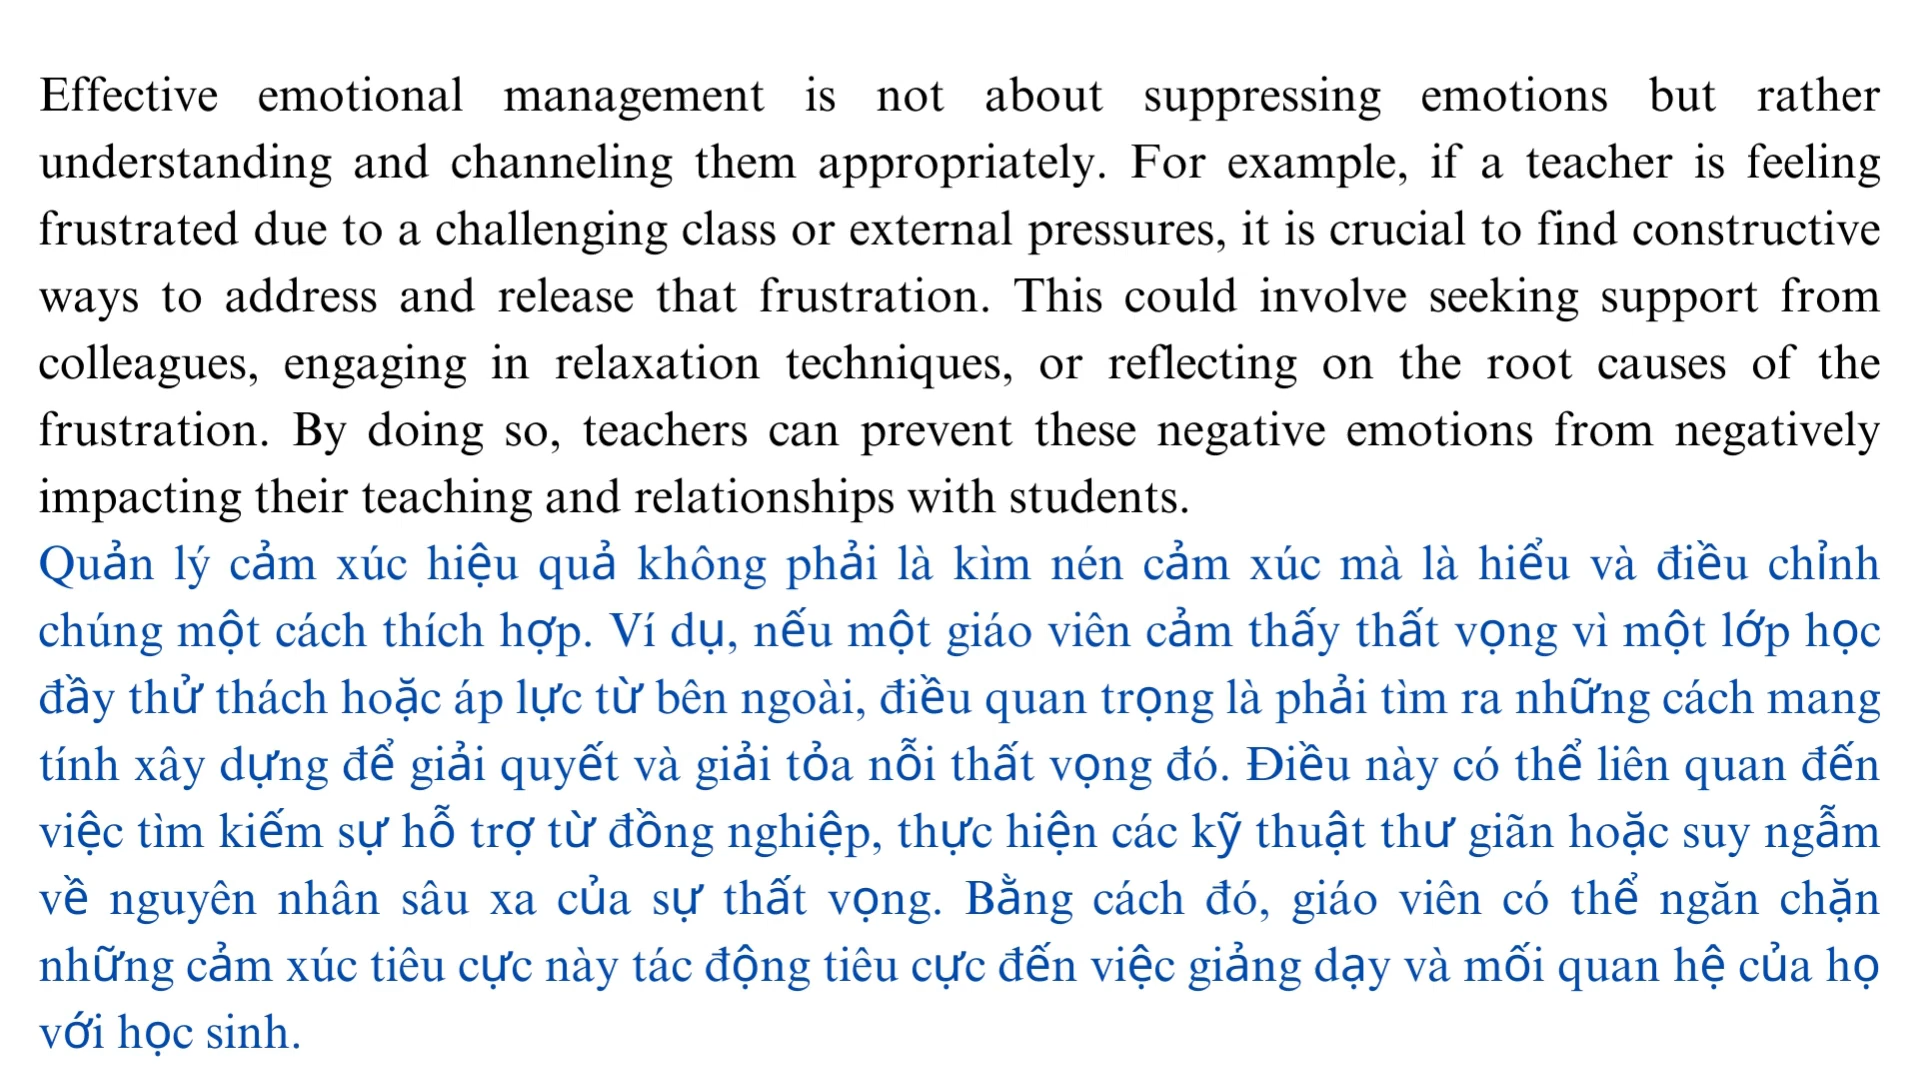 Effective emotional management is not about suppressing emotions but rather
understanding and channeling them appropriately. For example, if a teacher is feeling
frustrated due to a challenging class or external pressures, it is crucial to find constructive
ways to address and release that frustration. This could involve seeking support from
colleagues, engaging in relaxation techniques, or reflecting on the root causes of the
frustration. By doing so, teachers can prevent these negative emotions from negatively
impacting their teaching and relationships with students.
Quản lý cảm xúc hiệu quả không phải là kìm nén cảm xúc mà là hiểu và điều chỉnh
chúng một cách thích hợp. Ví dụ, nếu một giáo viên cảm thấy thất vọng vì một lớp học
đầy thử thách hoặc áp lực từ bên ngoài, điều quan trọng là phải tìm ra những cách mang
tính xây dựng để giải quyết và giải tỏa nỗi thất vọng đó. Điều này có thể liên quan đến
việc tìm kiếm sự hỗ trợ từ đồng nghiệp, thực hiện các kỹ thuật thư giãn hoặc suy ngẫm
về nguyên nhân sâu xa của sự thất vọng. Bằng cách đó, giáo viên có thể ngăn chặn
những cảm xúc tiêu cực này tác động tiêu cực đến việc giảng dạy và mối quan hệ của họ
với học sinh.